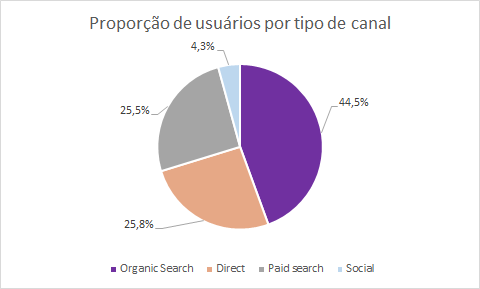 Proporção de usuários por tipo de canal
4,3%
44,5%
25,5%
25,8%
Organic Search Direct Paid search Social